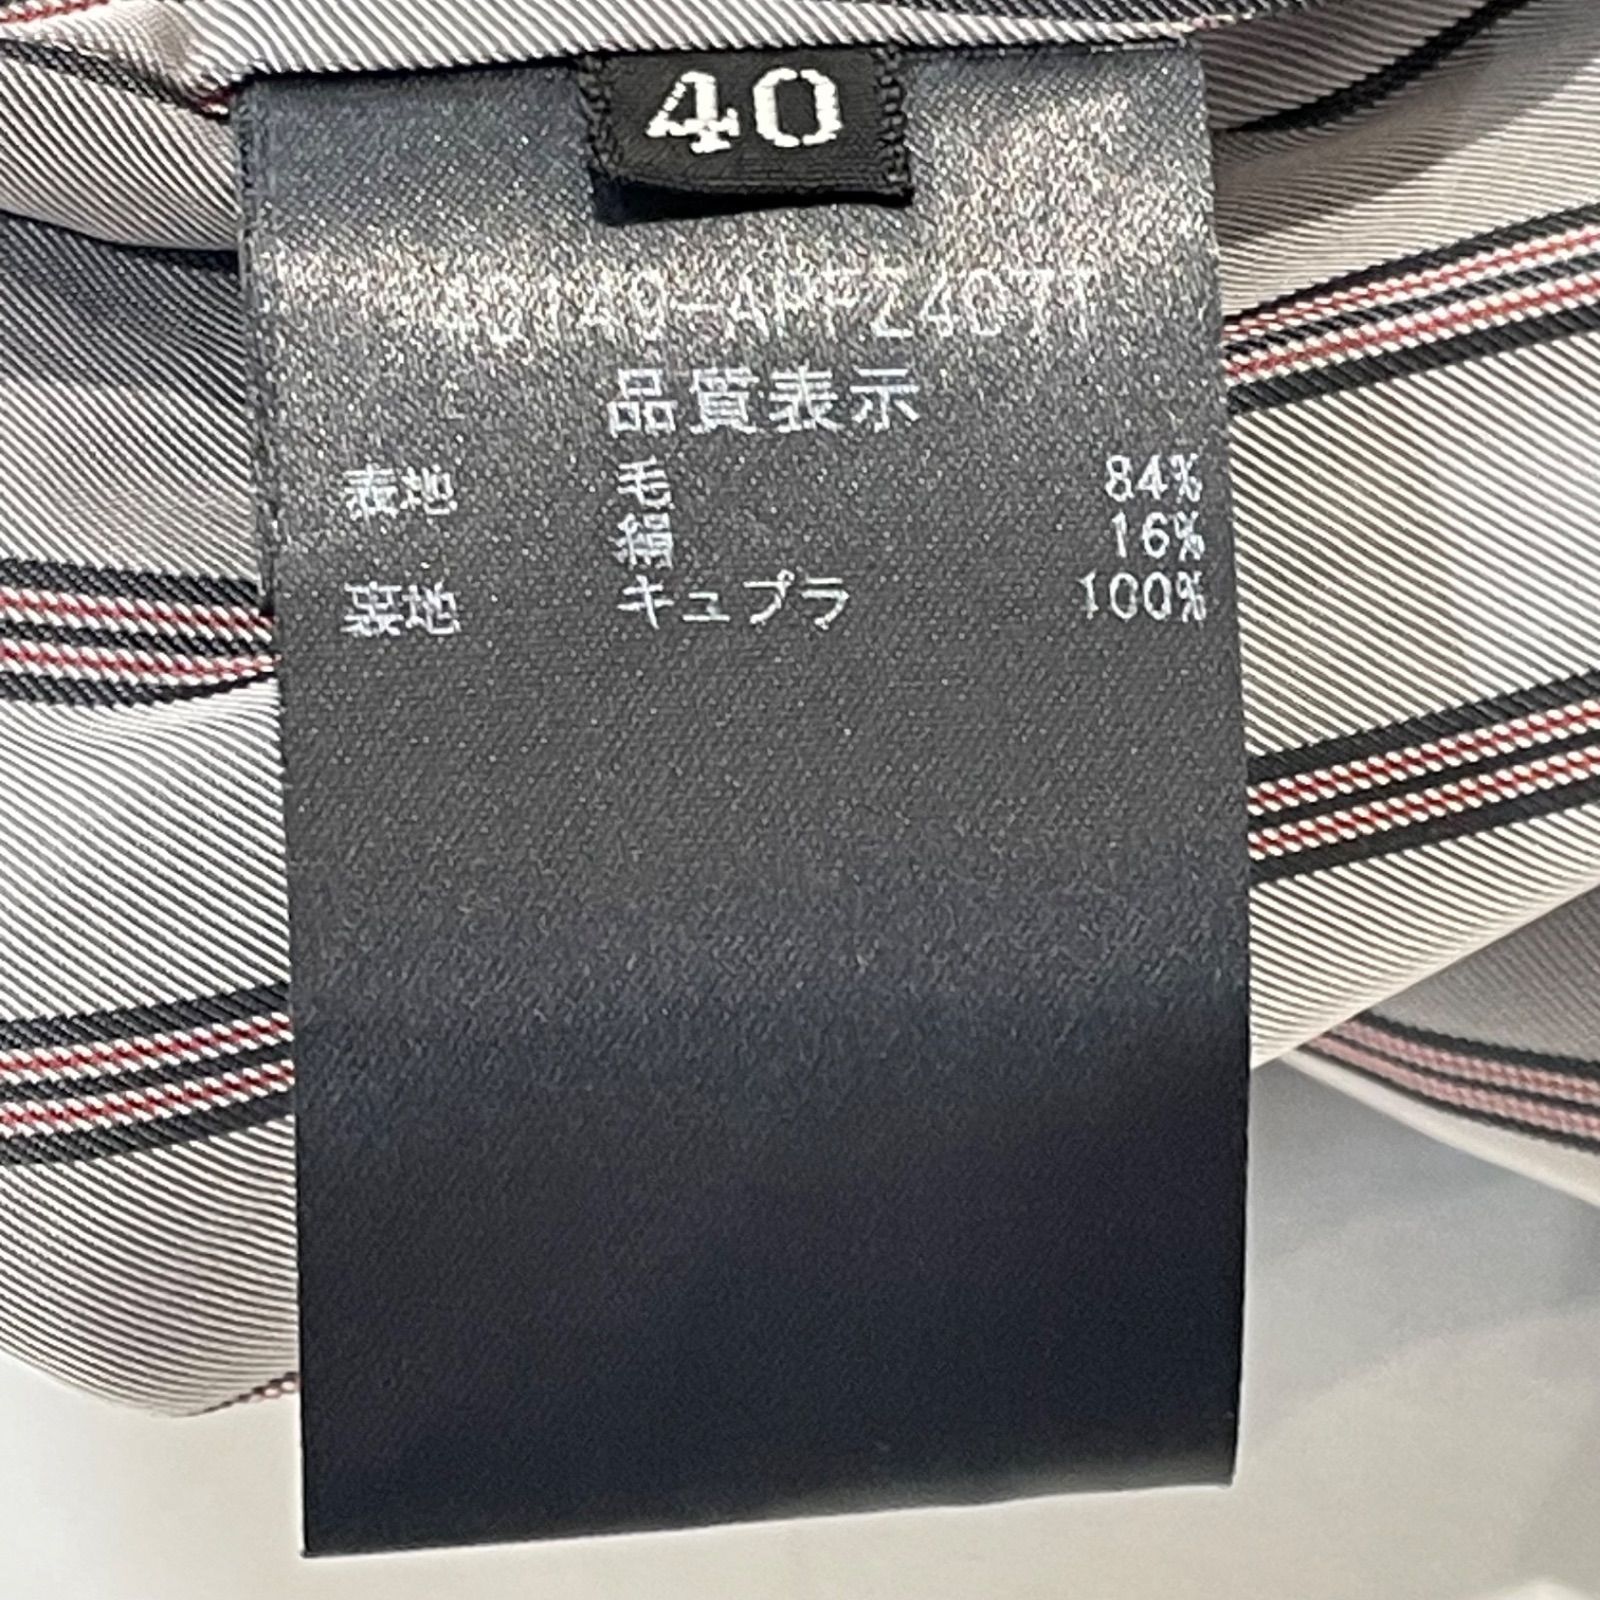 40
品質表示
表地 毛 84%
絹 16%
裏地 キュプラ 100%